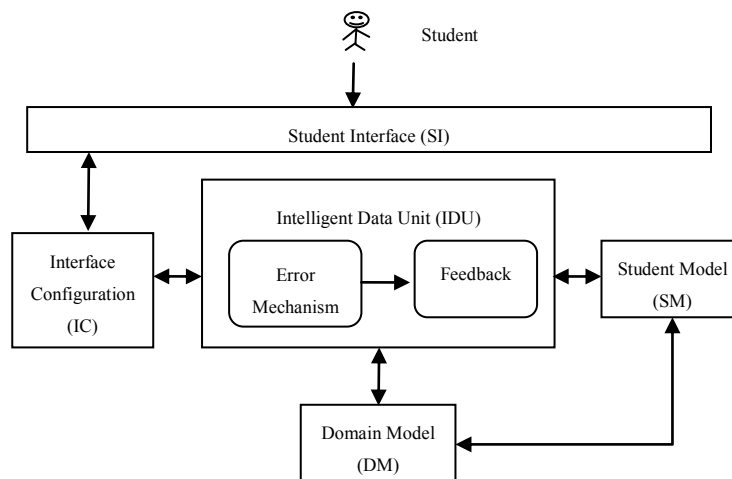 Student
Student Interface (SI)
Intelligent Data Unit (IDU)
Interface
Configuration
(IC)
Error
Mechanism
Feedback
Student Model
(SM)
Domain Model
(DM)